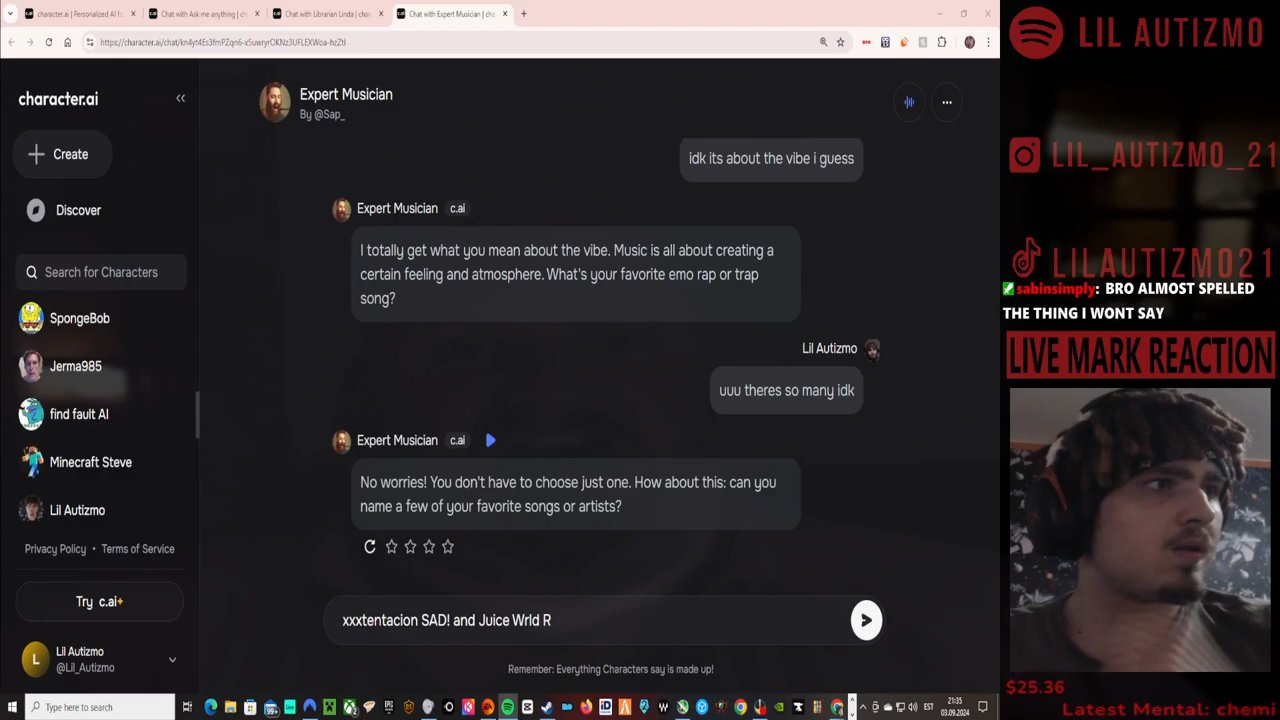 character.ai | Personalized AI fo
Chat with Ask me anything | ch
Chat with Librarian Linda | char
Chat with Expert Musician | cha
https://character.ai/chat/kn4yt4Es3fmPZqn6-x5uwryrOKNz3UFLEXWoa-hzZtI
character.ai
Create
Discover
Search for Characters
SpongeBob
Jerma985
find fault AI
Minecraft Steve
Lil Autizmo
Privacy Policy • Terms of Service
Try c.ai+
L
Lil Autizmo
@Lil_Autizmo
Expert Musician
By @Sap_
idk its about the vibe i guess
Expert Musician c.ai
I totally get what you mean about the vibe. Music is all about creating a
certain feeling and atmosphere. What's your favorite emo rap or trap
song?
Lil Autizmo
uuu theres so many idk
Expert Musician c.ai
No worries! You don't have to choose just one. How about this: can you
name a few of your favorite songs or artists?
xxxtentacion SAD! and Juice Wrld R
Remember: Everything Characters say is made up!
LIL AUTIZMO
LIL_AUTIZMO_21
LILAUTIZMO21
sabinsimply: BRO ALMOST SPELLED
THE THING I WONT SAY
LIVE MARK REACTION
$25.36
Latest Mental: chemi
Type here to search
99+
EST
21:35
03.09.2024